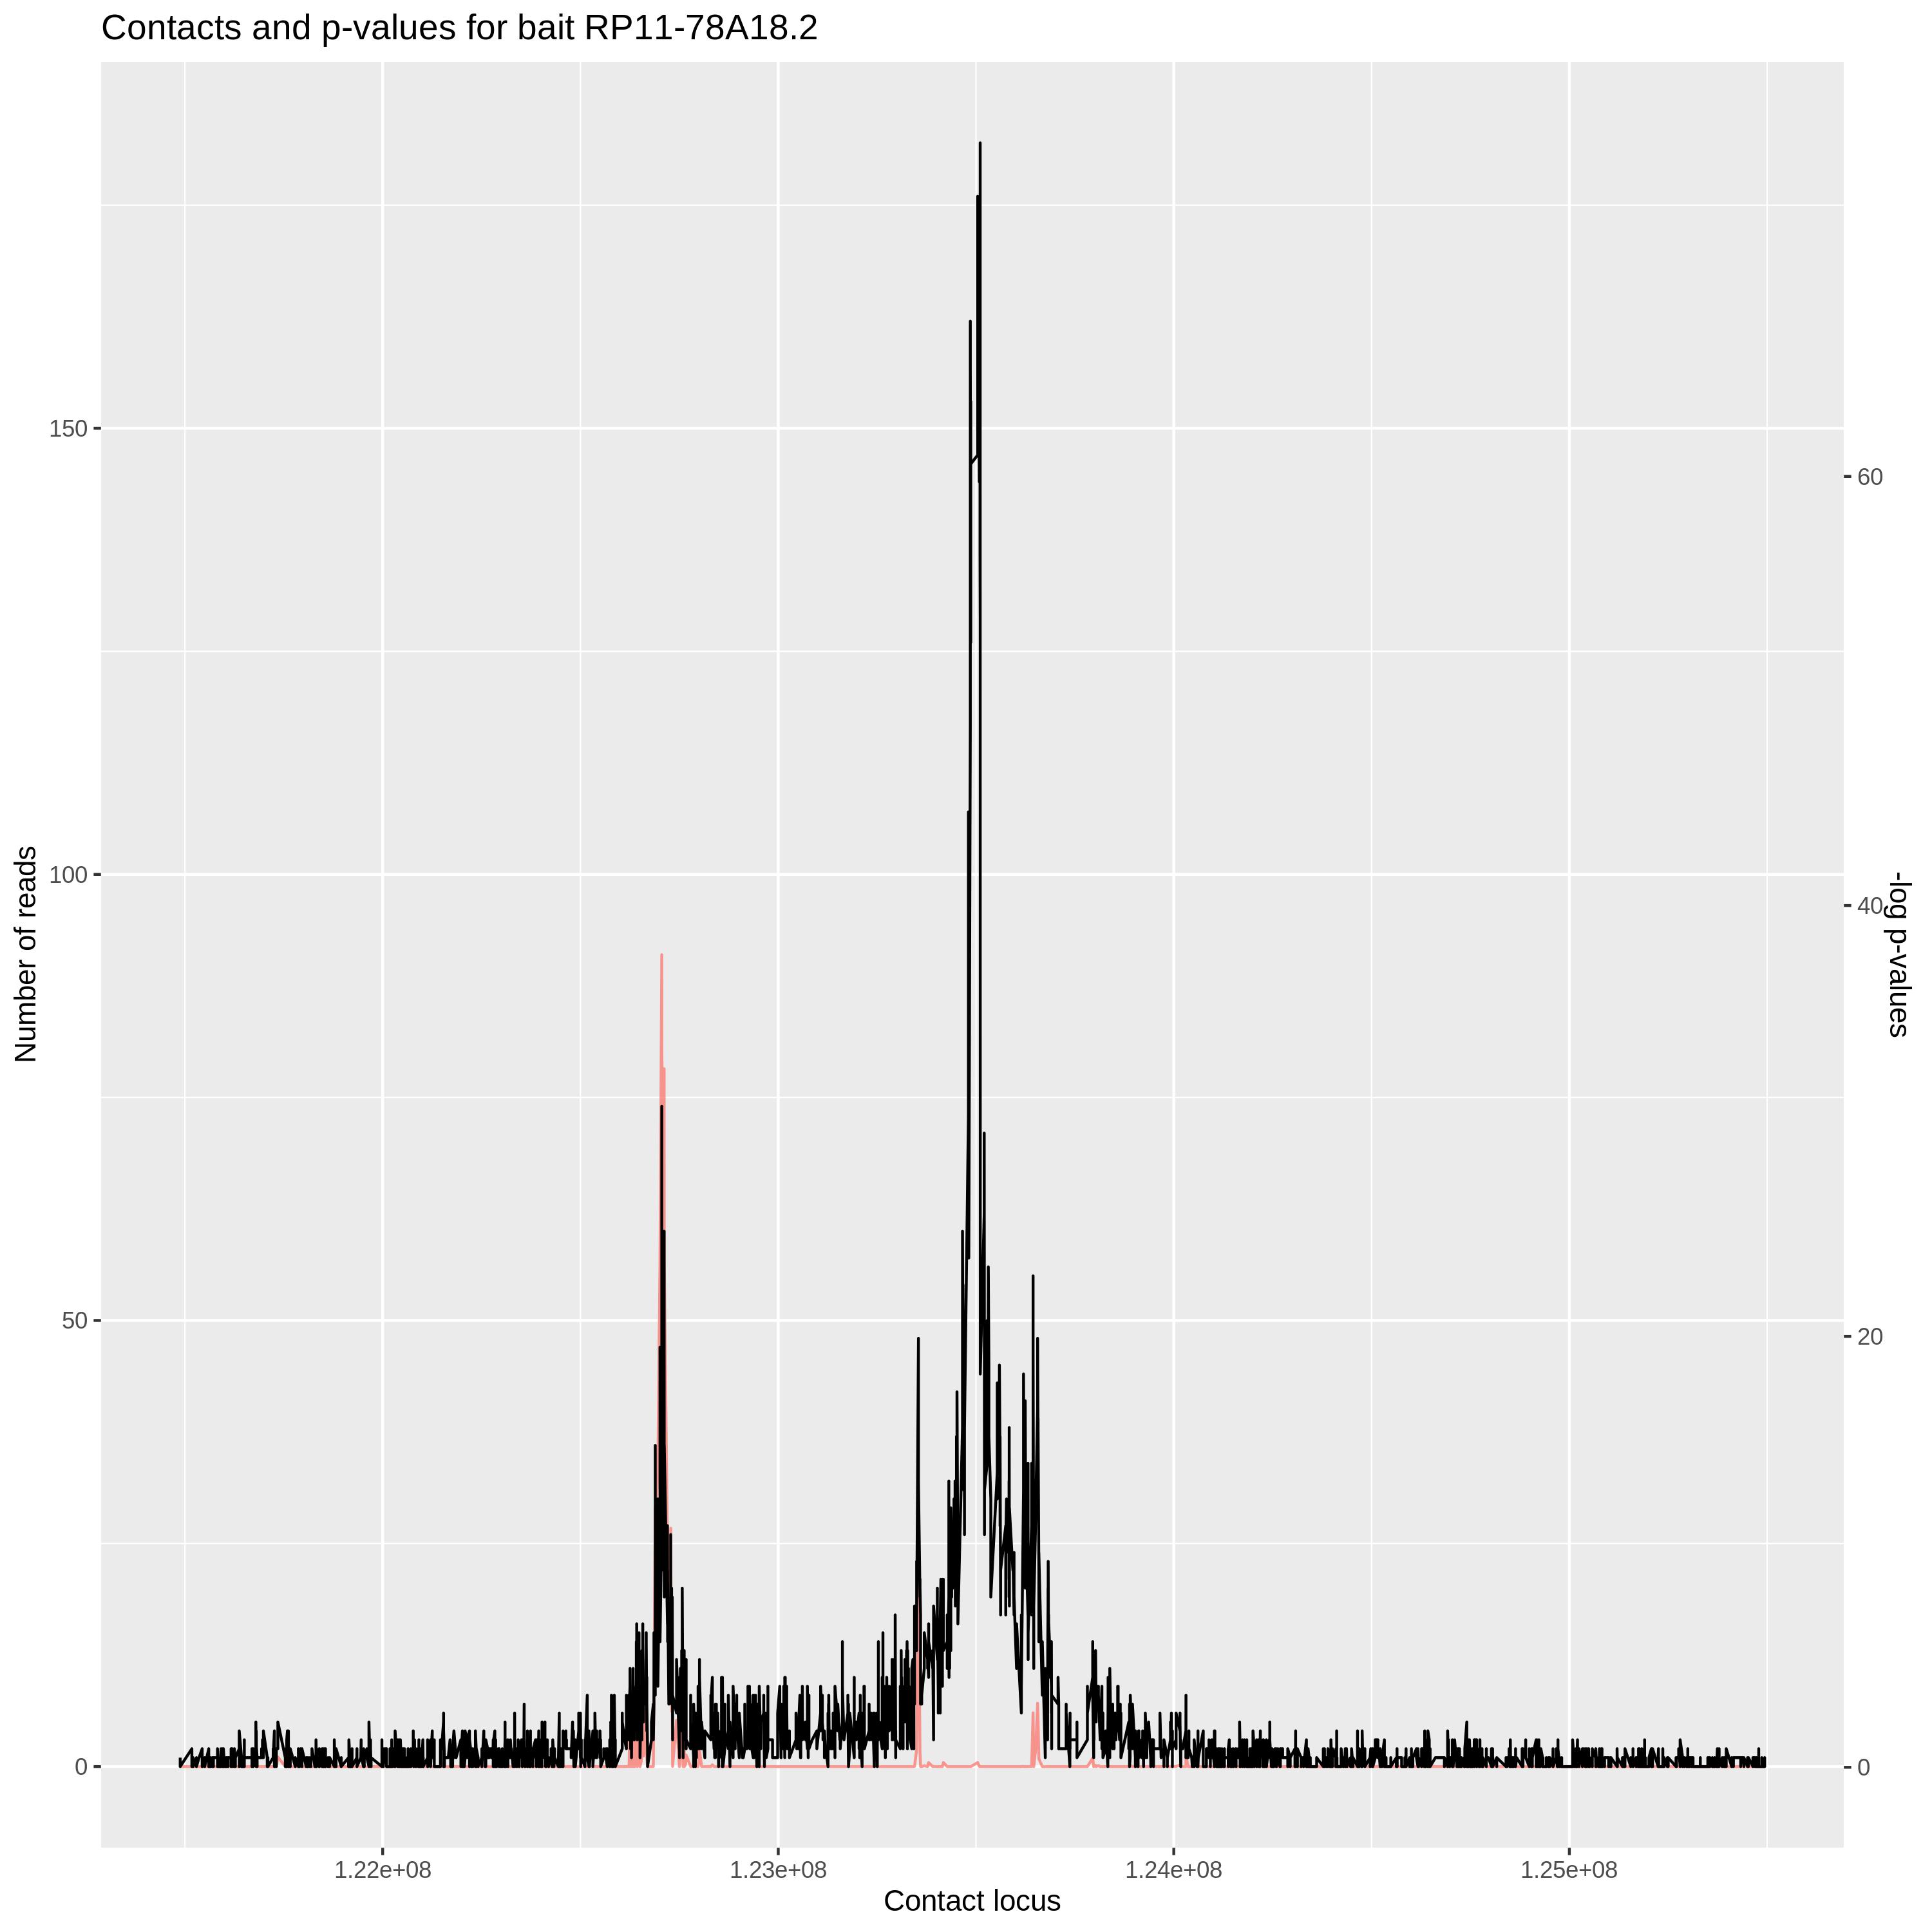 Contacts and p-values for bait RP11-78A18.2
150
100
50
0
Number of reads
60
40
20
0
-log p-values
1.22e+08
1.23e+08
1.24e+08
1.25e+08
Contact locus